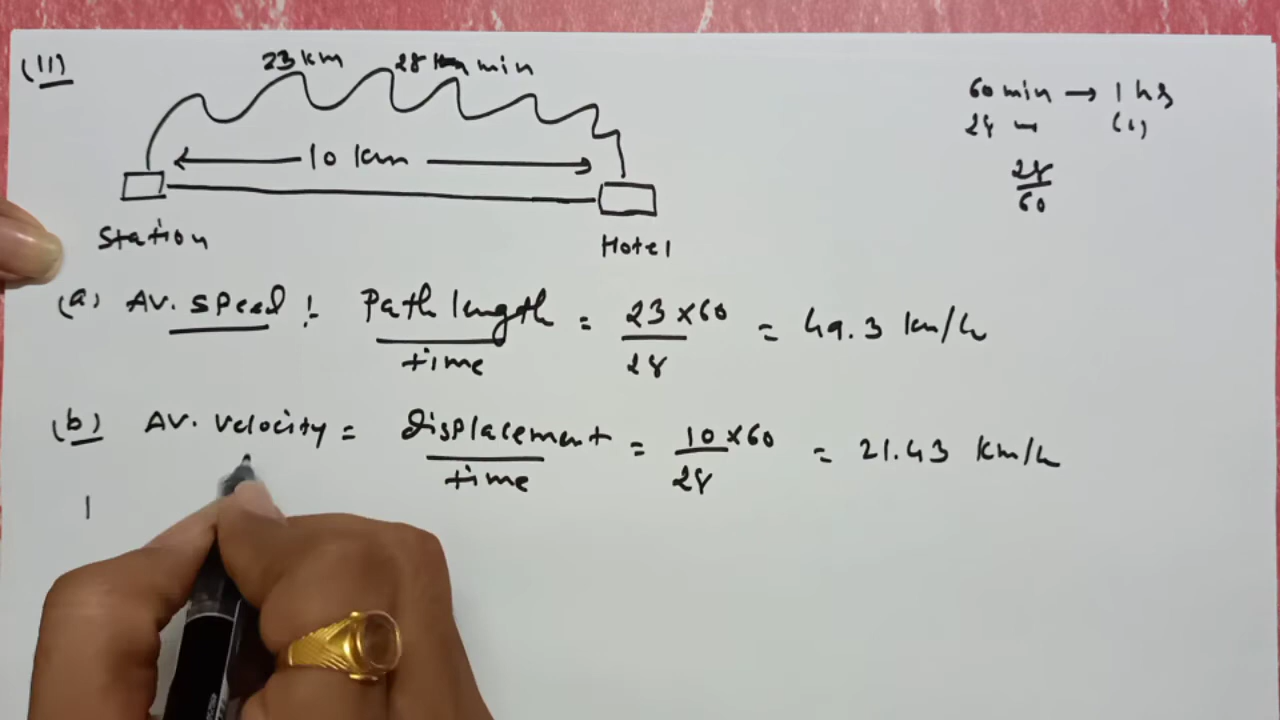 (11)
23 km 28 min
10 km
Station
Hotel
60 min → 1 hr
28
28
60
(a) Av. Speed :- Path length / time = 23 × 60 / 28 = 49.3 km/h
(b) Av. Velocity = displacement / time = 10 × 60 / 28 = 21.43 km/h